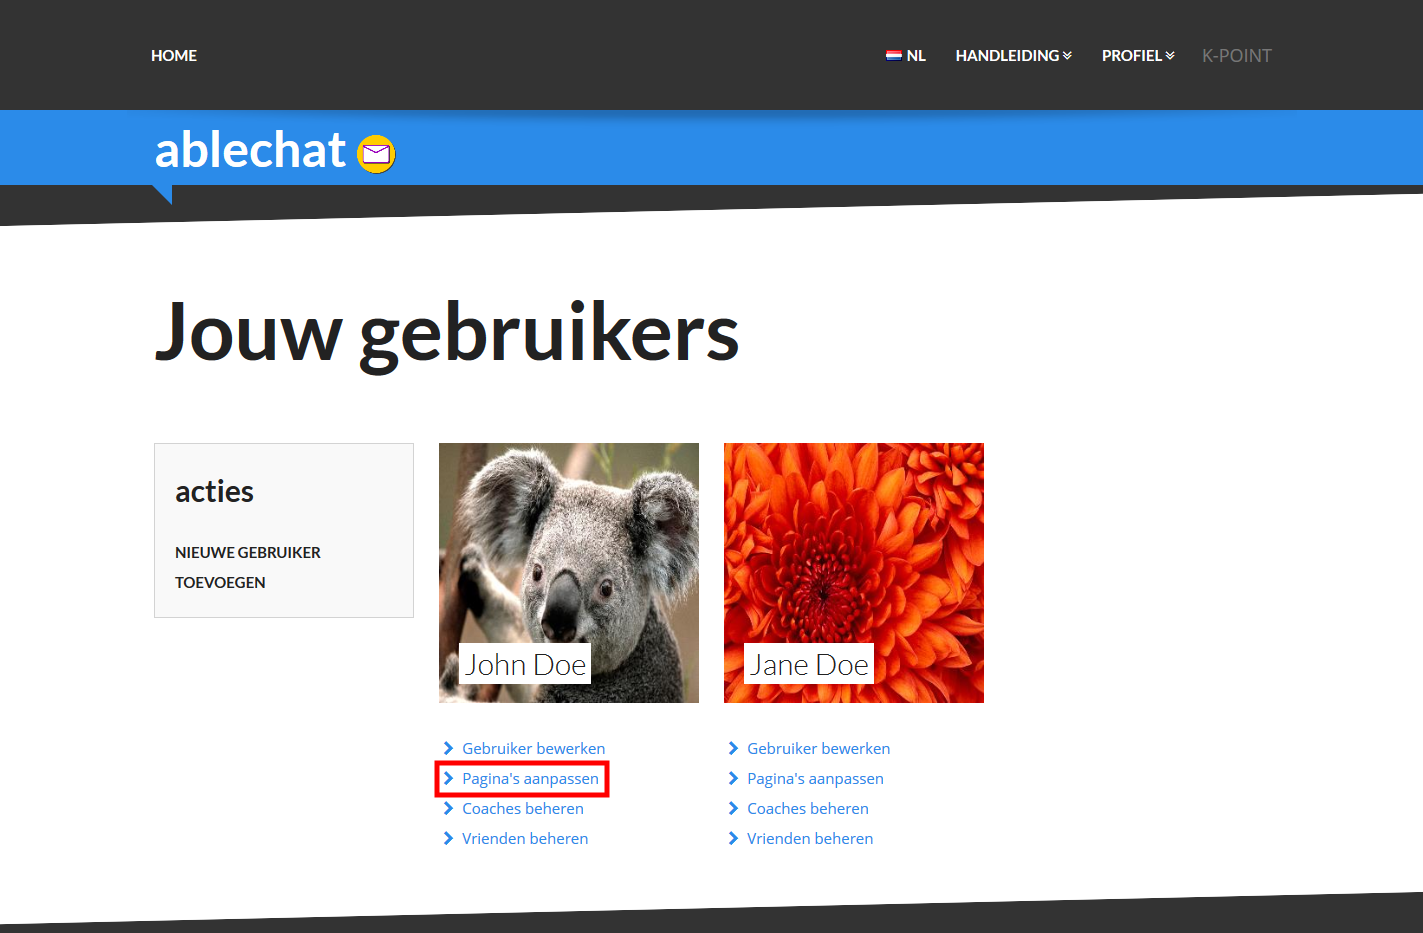 HOME
NL
HANDLEIDING
PROFIEL
K-POINT
ablechat
Jouw gebruikers
acties
NIEUWE GEBRUIKER
TOEVOEGEN
John Doe
Gebruiker bewerken
Pagina's aanpassen
Coaches beheren
Vrienden beheren
Jane Doe
Gebruiker bewerken
Pagina's aanpassen
Coaches beheren
Vrienden beheren